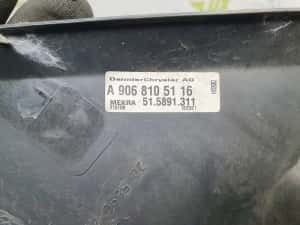 DaimlerChrysler AG
A 906 810 51 16
MEKRA 51.5891.311